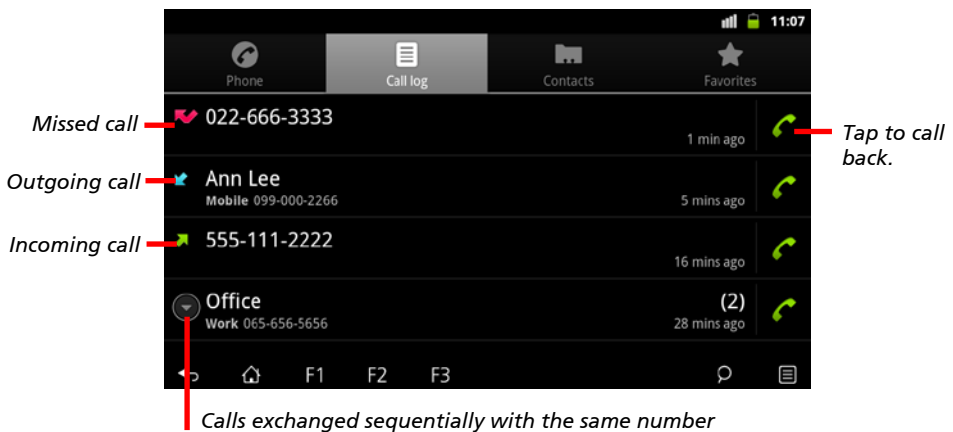 11:07
Phone Call log Contacts Favorites
Missed call
022-666-3333
1 min ago
Tap to call
back.
Outgoing call
Ann Lee
Mobile 099-000-2266
5 mins ago
Incoming call
555-111-2222
16 mins ago
Office
(2)
Work 065-656-5656
28 mins ago
F1 F2 F3
Calls exchanged sequentially with the same number